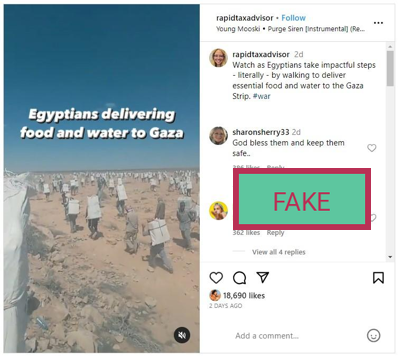 Egyptians delivering
food and water to Gaza
rapidtaxadvisor • Follow
Young Mooski • Purge Siren [Instrumental] (Re...
rapidtaxadvisor 2d
Watch as Egyptians take impactful steps
- literally - by walking to deliver
essential food and water to the Gaza
Strip. #war
sharonsherry33 2d
God bless them and keep them
safe..
Reply
FAKE
362 likes Reply
View all 4 replies
18,690 likes
2 DAYS AGO
Add a comment...